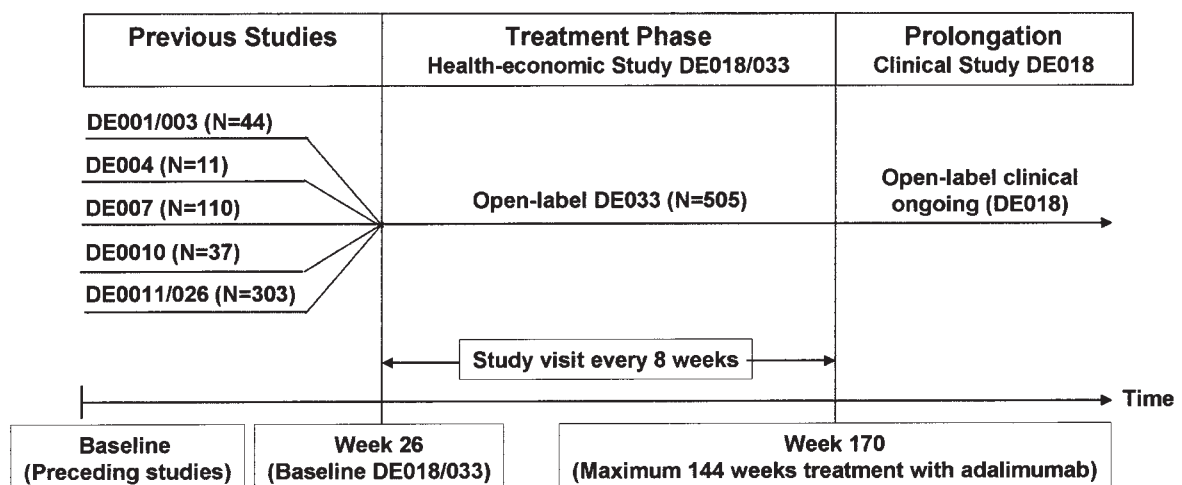 Previous Studies
Treatment Phase
Health-economic Study DE018/033
Prolongation
Clinical Study DE018
DE001/003 (N=44)
DE004 (N=11)
DE007 (N=110)
DE0010 (N=37)
DE0011/026 (N=303)
Open-label DE033 (N=505)
Open-label clinical
ongoing (DE018)
Study visit every 8 weeks
Time
Baseline
(Preceding studies)
Week 26
(Baseline DE018/033)
Week 170
(Maximum 144 weeks treatment with adalimumab)